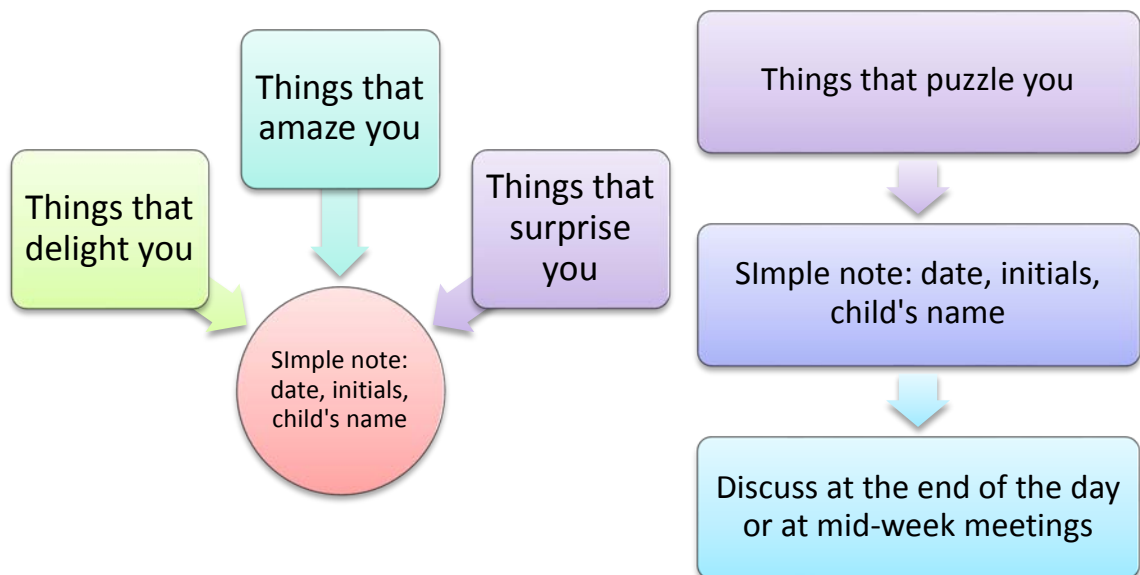 Things that
delight you
Things that
amaze you
Things that
surprise
you
SImple note:
date, initials,
child's name
Things that puzzle you
SImple note: date, initials,
child's name
Discuss at the end of the day
or at mid-week meetings